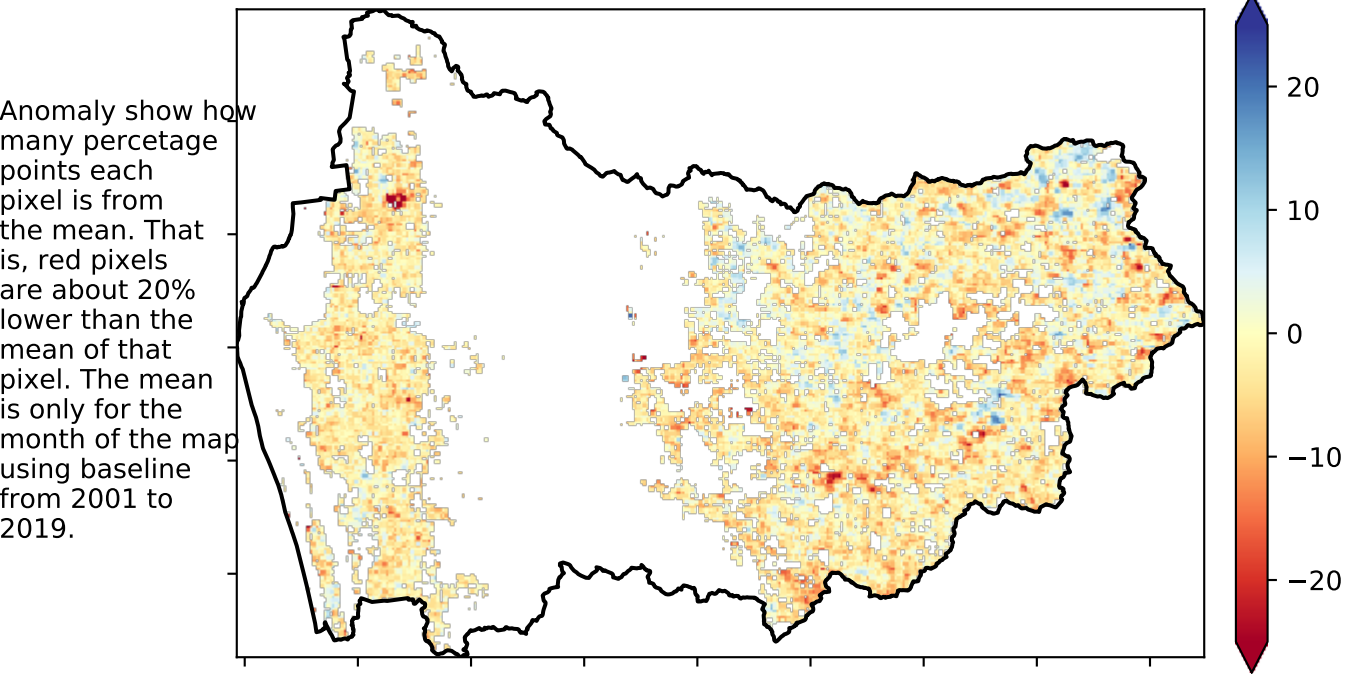 Anomaly show how
many percetage
points each
pixel is from
the mean. That
is, red pixels
are about 20%
lower than the
mean of that
pixel. The mean
is only for the
month of the map
using baseline
from 2001 to
2019.
20
10
0
−10
−20